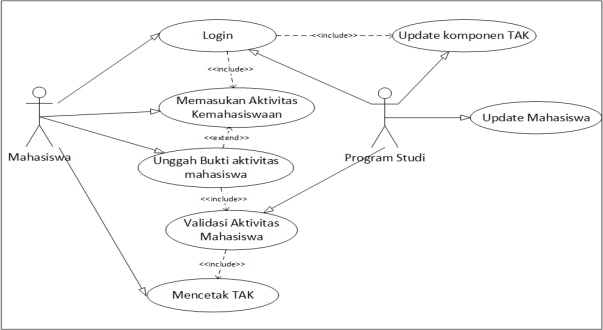 Login
<<include>>
Update komponen TAK
<<include>>
Memasukan Aktivitas
Kemahasiswaan
Update Mahasiswa
<<extend>>
Mahasiswa
Unggah Bukti aktivitas
mahasiswa
Program Studi
<<include>>
Validasi Aktivitas
Mahasiswa
<<include>>
Mencetak TAK